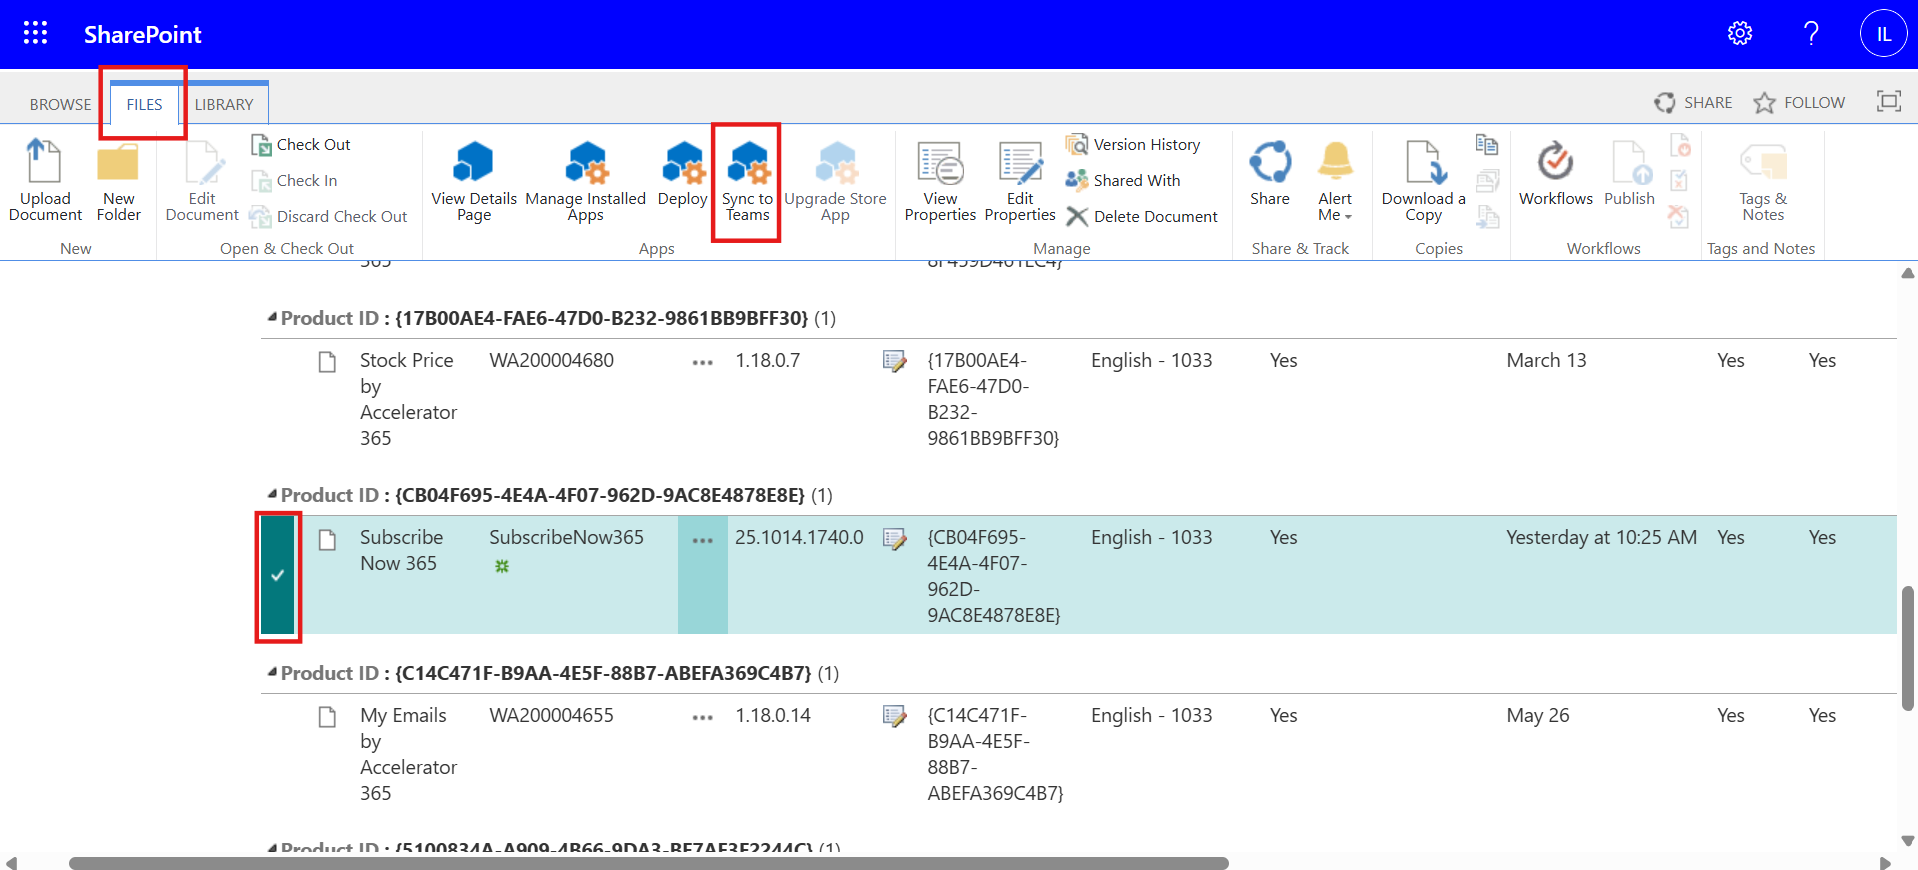 SharePoint
IL
BROWSE FILES LIBRARY
SHARE FOLLOW
Upload Document
New Folder
New
Edit Document
Check Out
Check In
Discard Check Out
Open & Check Out
View Details Page
Manage Installed Apps
Deploy
Sync to Teams
Upgrade Store App
Apps
View Properties
Edit Properties
Version History
Shared With
Delete Document
Manage
Share
Alert Me
Share & Track
Download a Copy
Copies
Workflows
Publish
Workflows
Tags & Notes
Tags and Notes
365
Product ID : {17B00AE4-FAE6-47D0-B232-9861BB9BFF30} (1)
Stock Price by Accelerator 365
WA200004680
... 1.18.0.7
{17B00AE4-
FAE6-47D0-
B232-
9861BB9BFF30}
English - 1033
Yes
March 13
Yes
Yes
Product ID : {CB04F695-4E4A-4F07-962D-9AC8E4878E8E} (1)
Subscribe Now 365
SubscribeNow365
... 25.1014.1740.0
{CB04F695-
4E4A-4F07-
962D-
9AC8E4878E8E}
English - 1033
Yes
Yesterday at 10:25 AM
Yes
Yes
Product ID : {C14C471F-B9AA-4E5F-88B7-ABEFA369C4B7} (1)
My Emails by Accelerator 365
WA200004655
... 1.18.0.14
{C14C471F-
B9AA-4E5F-
88B7-
ABEFA369C4B7}
English - 1033
Yes
May 26
Yes
Yes
Product ID : (1)